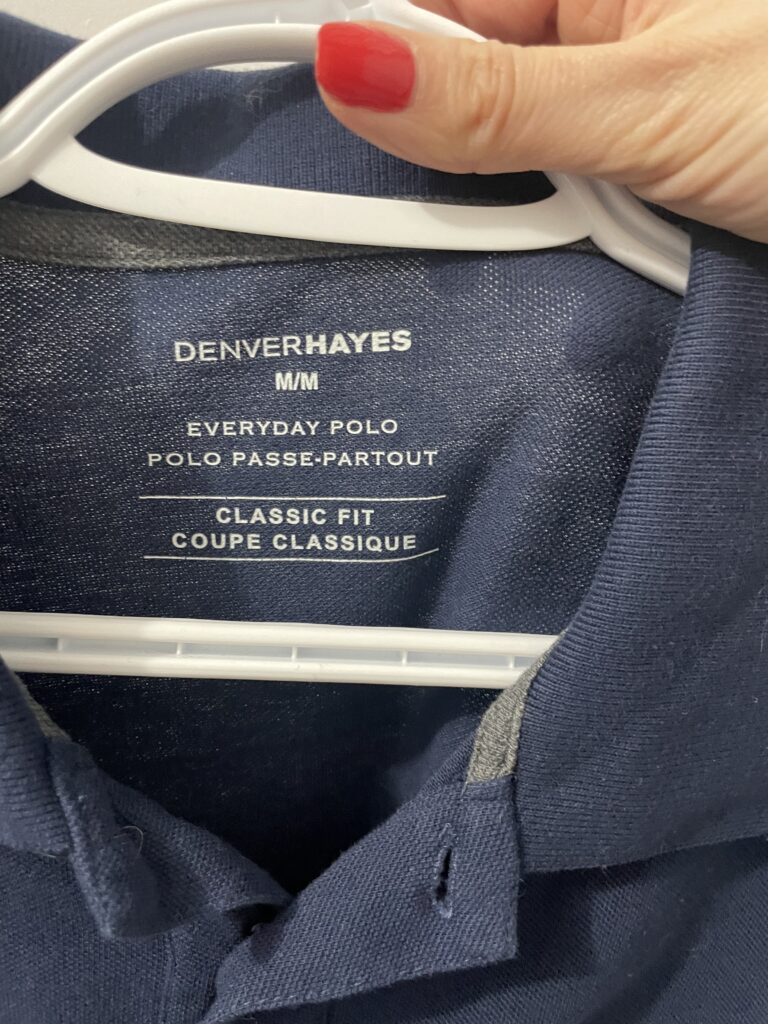 DENVERHAYES
M/M
EVERYDAY POLO
POLO PASSE-PARTOUT
CLASSIC FIT
COUPE CLASSIQUE